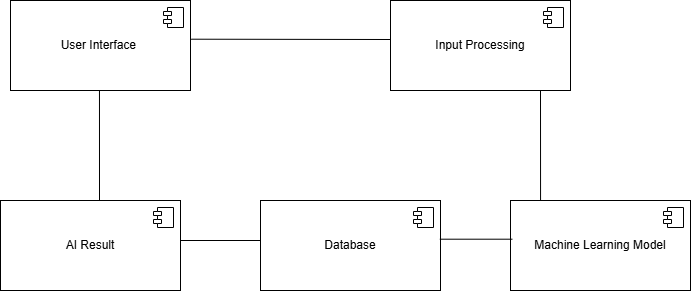 User Interface
Input Processing
AI Result
Database
Machine Learning Model